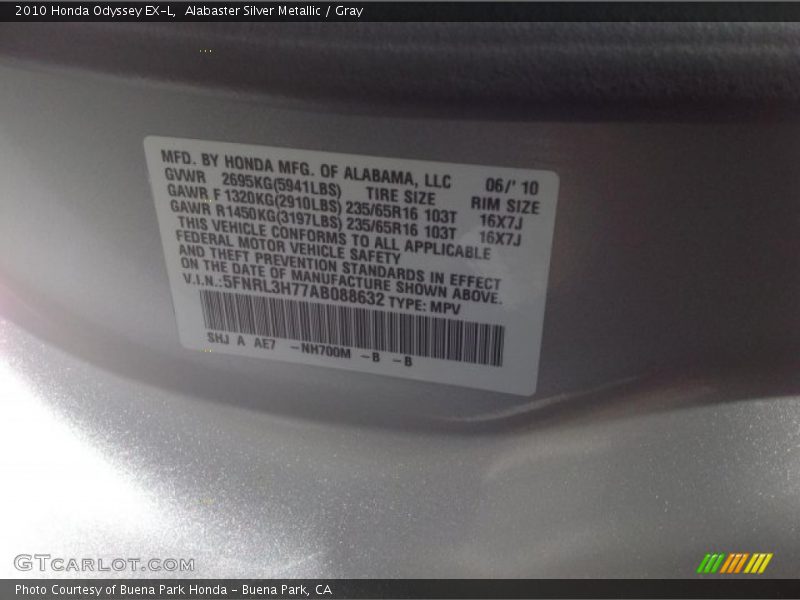 2010 Honda Odyssey EX-L,  Alabaster Silver Metallic / Gray
MFD. BY HONDA MFG. OF ALABAMA, LLC 06/' 10
GVWR 2695KG(5941LBS) TIRE SIZE RIM SIZE
GAWR F 1320KG(2910LBS) 235/65R16 103T 16X7J
GAWR R1450KG(3197LBS) 235/65R16 103T 16X7J
THIS VEHICLE CONFORMS TO ALL APPLICABLE
FEDERAL MOTOR VEHICLE SAFETY
AND THEFT PREVENTION STANDARDS IN EFFECT
ON THE DATE OF MANUFACTURE SHOWN ABOVE.
V.I.N.:5FNRL3H77AB088632 TYPE: MPV
SHJ A AE7 -NH700M -B -B
GTCARLOT.COM
Photo Courtesy of Buena Park Honda - Buena Park, CA